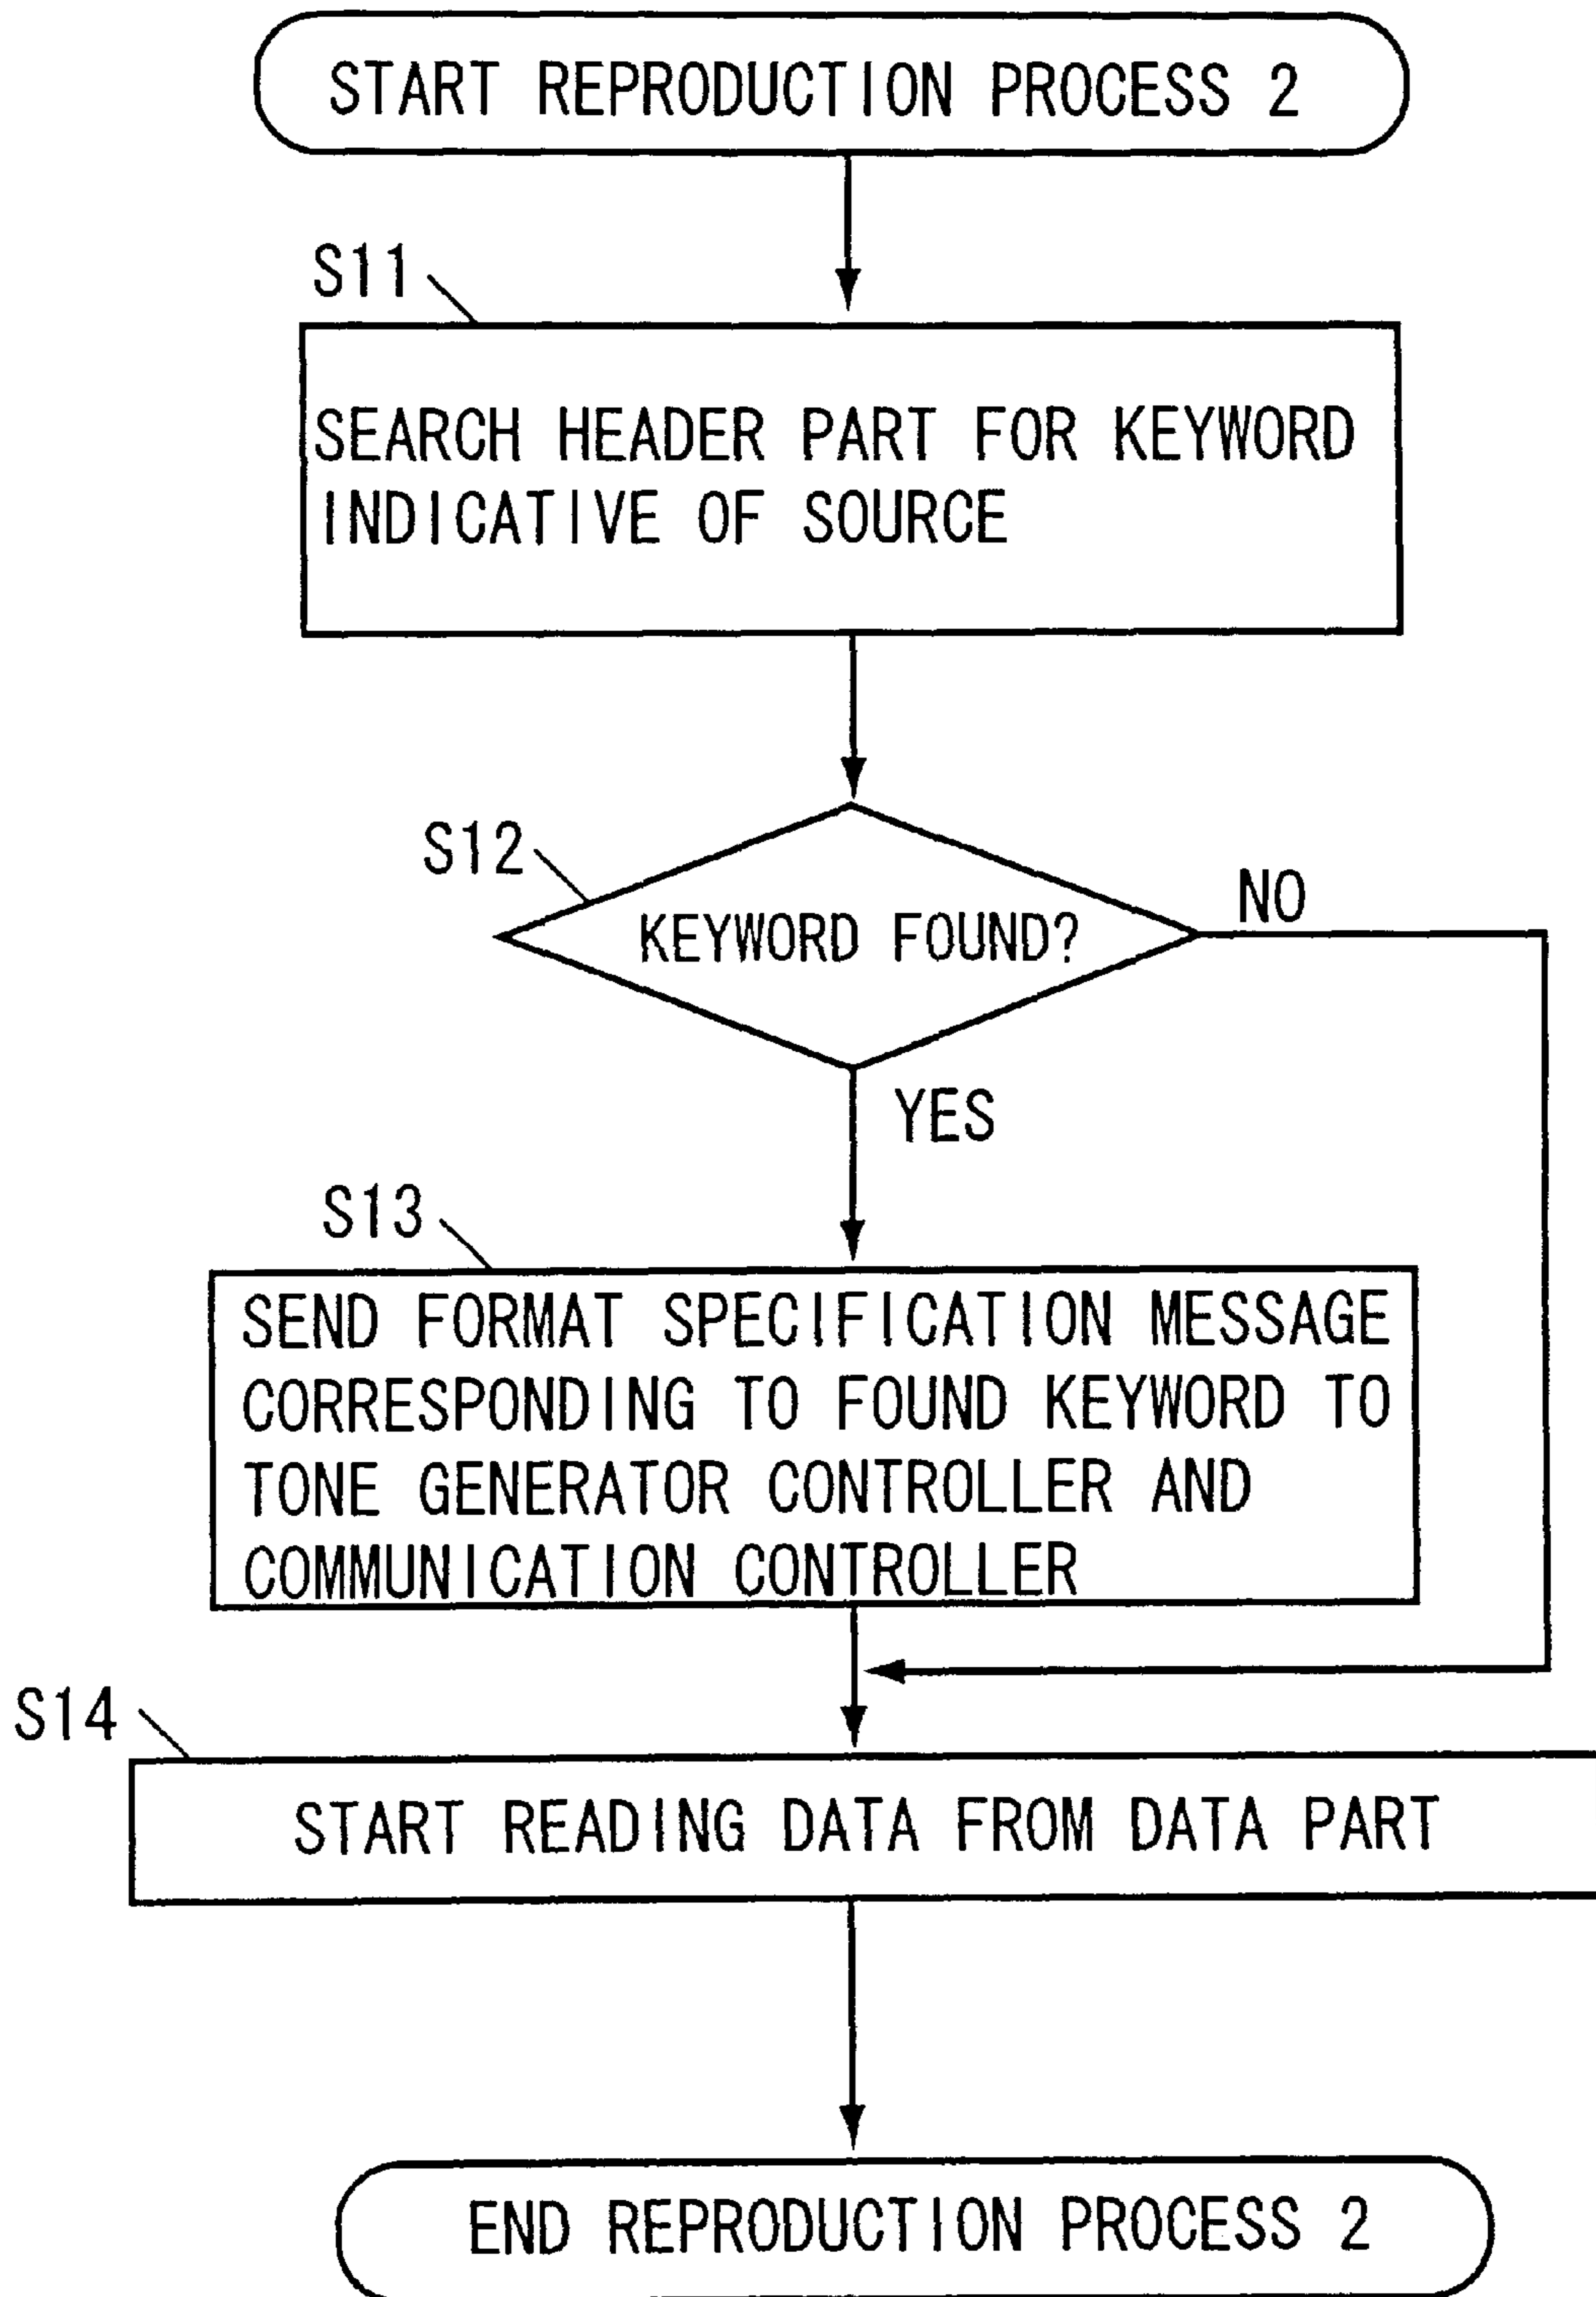 START REPRODUCTION PROCESS 2
S11
SEARCH HEADER PART FOR KEYWORD
INDICATIVE OF SOURCE
S12
KEYWORD FOUND?
NO
YES
S13
SEND FORMAT SPECIFICATION MESSAGE
CORRESPONDING TO FOUND KEYWORD TO
TONE GENERATOR CONTROLLER AND
COMMUNICATION CONTROLLER
S14
START READING DATA FROM DATA PART
END REPRODUCTION PROCESS 2